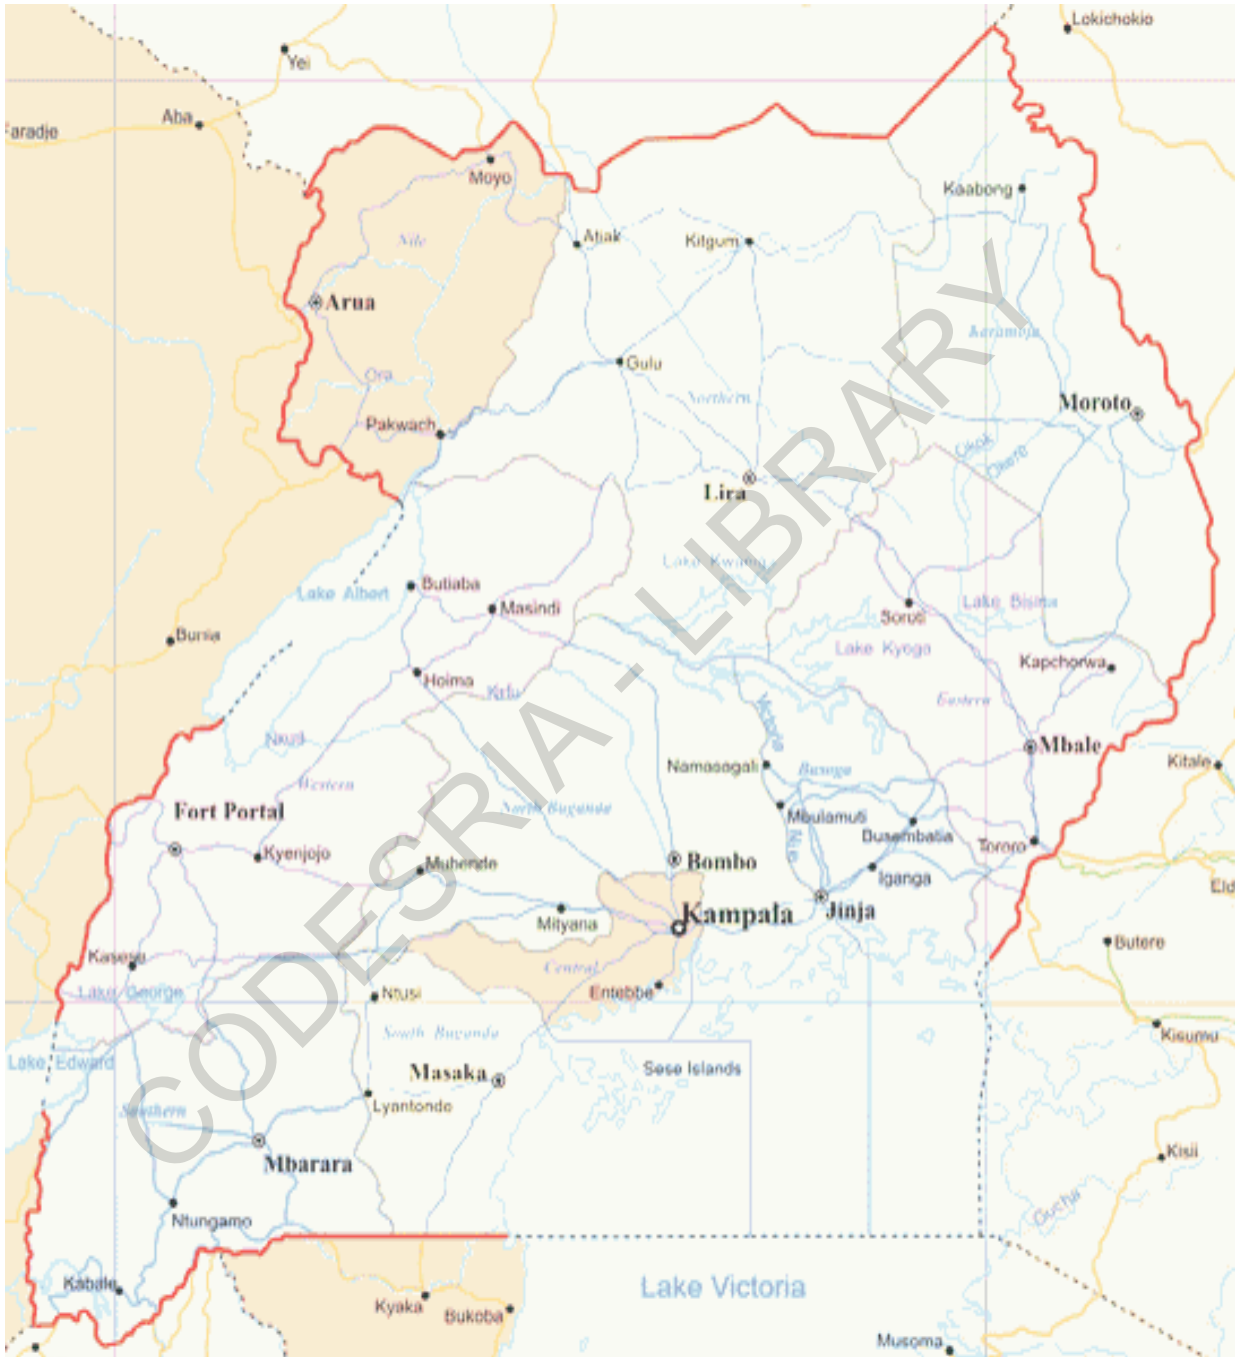 Lokichokio
Yei
Aba
Faradje
Moyo
Kaabong
Nile
Atiak
Kitgum
Arua
Karamoja
Ora
Gulu
Northern
Moroto
Pakwach
Okok
Okere
Lira
Lake Kwania
Lake Albert
Butiaba
Masindi
Soroti
Lake Bisina
Bunia
Lake Kyoga
Kapchorwa
Hoima
Kafu
Eastern
Victoria
Nkusi
Mbale
Namasagali
Busoga
Kitale
Western
North Buganda
Fort Portal
Mbulamuti
Busembatia
Nile
Kyenjojo
Muhende
Bombo
Tororo
Iganga
Eld
Kampala
Jinja
Mityana
Butere
Kasese
Central
Lake George
Ntusi
Entebbe
South Buganda
Kisumu
Lake Edward
Masaka
Sese Islands
Lyantonde
Southern
Mbarara
Kisii
Ntungamo
Gucha
Kabale
Lake Victoria
Kyaka
Bukoba
Musoma
CODESRIA - LIBRARY